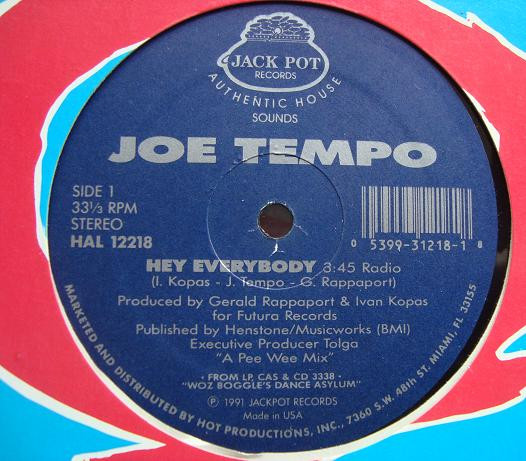 JACK POT
RECORDS
AUTHENTIC HOUSE
SOUNDS
JOE TEMPO
SIDE 1
33⅓ RPM
STEREO
HAL 12218
0 5399-31218-1 8
HEY EVERYBODY 3:45 Radio
(I. Kopas - J. Tempo - G. Rappaport)
Produced by Gerald Rappaport & Ivan Kopas
for Futura Records
Published by Henstone/Musicworks (BMI)
Executive Producer Tolga
"A Pee Wee Mix"
• FROM LP, CAS & CD 3338 •
"WOZ BOGGLE'S DANCE ASYLUM"
℗ 1991 JACKPOT RECORDS
Made in USA
MARKETED AND DISTRIBUTED BY HOT PRODUCTIONS, INC., 7360 S.W. 48th ST. MIAMI, FL 33155